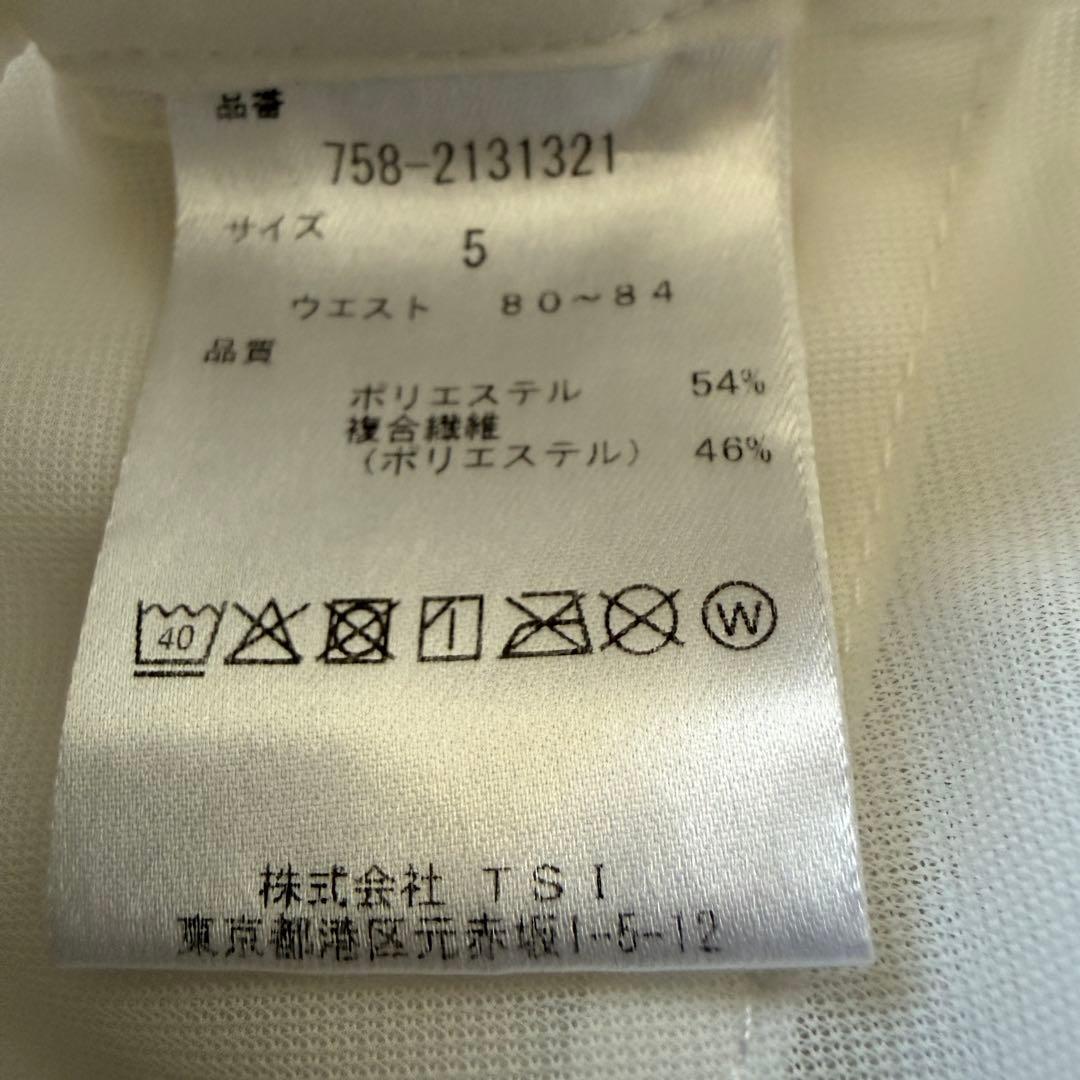 品番
758-2131321
サイズ 5
ウエスト 80~84
品質
ポリエステル 54%
複合繊維
(ポリエステル) 46%
40 W
株式会社 TSI
東京都港区元赤坂1-5-12